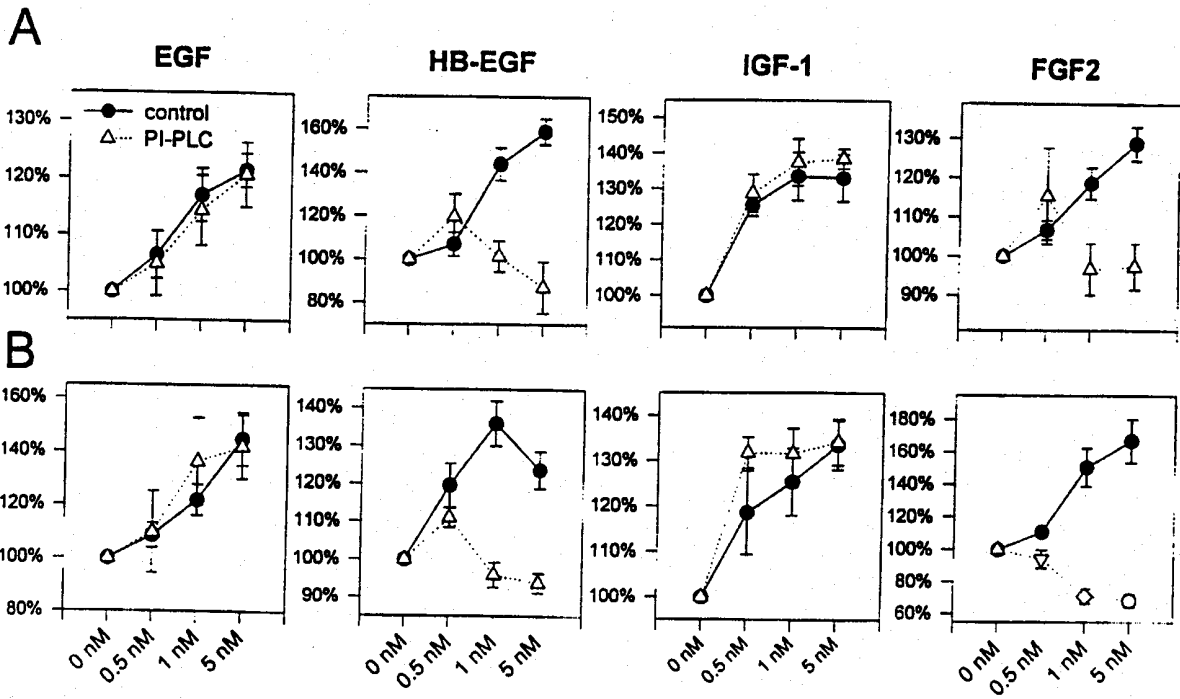 A
EGF
HB-EGF
IGF-1
FGF2
control
PI-PLC
130%
120%
110%
100%
160%
140%
120%
100%
80%
150%
140%
130%
120%
110%
100%
130%
120%
110%
100%
90%
B
160%
140%
120%
100%
80%
140%
130%
120%
110%
100%
90%
140%
130%
120%
110%
100%
180%
160%
140%
120%
100%
80%
60%
0 nM
0.5 nM
1 nM
5 nM
0 nM
0.5 nM
1 nM
5 nM
0 nM
0.5 nM
1 nM
5 nM
0 nM
0.5 nM
1 nM
5 nM